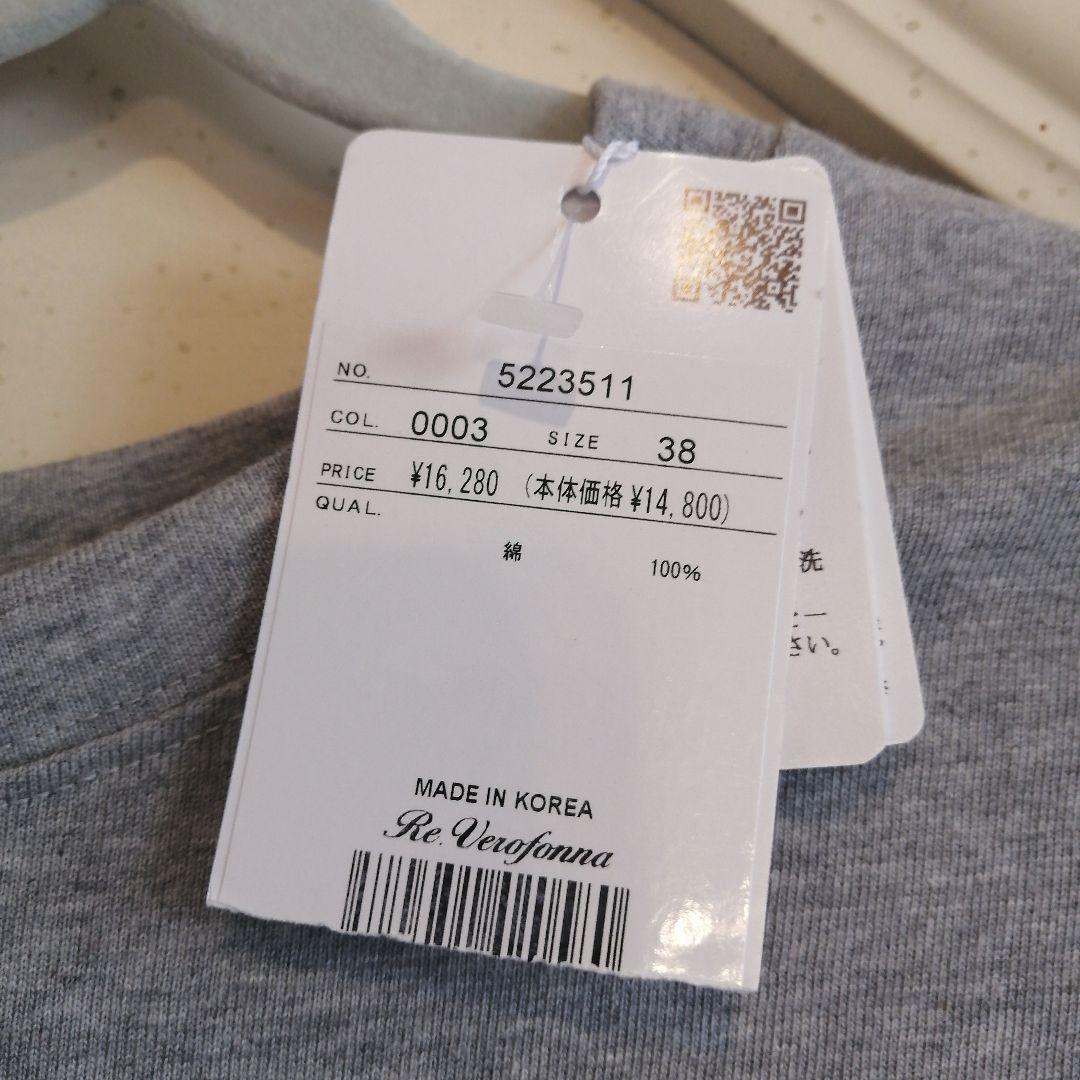 NO. 5223511
COL. 0003 SIZE 38
PRICE ¥16,280 (本体価格 ¥14,800)
QUAL.
綿 100%
MADE IN KOREA
Re.Verofonna
洗
さい。